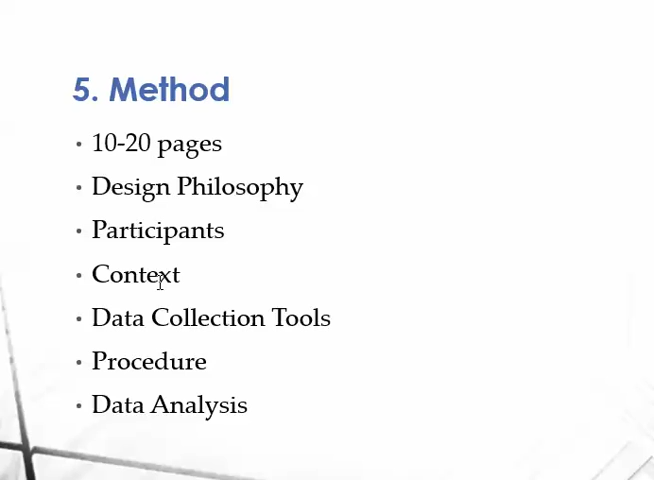 5. Method
• 10-20 pages
• Design Philosophy
• Participants
• Context
• Data Collection Tools
• Procedure
• Data Analysis